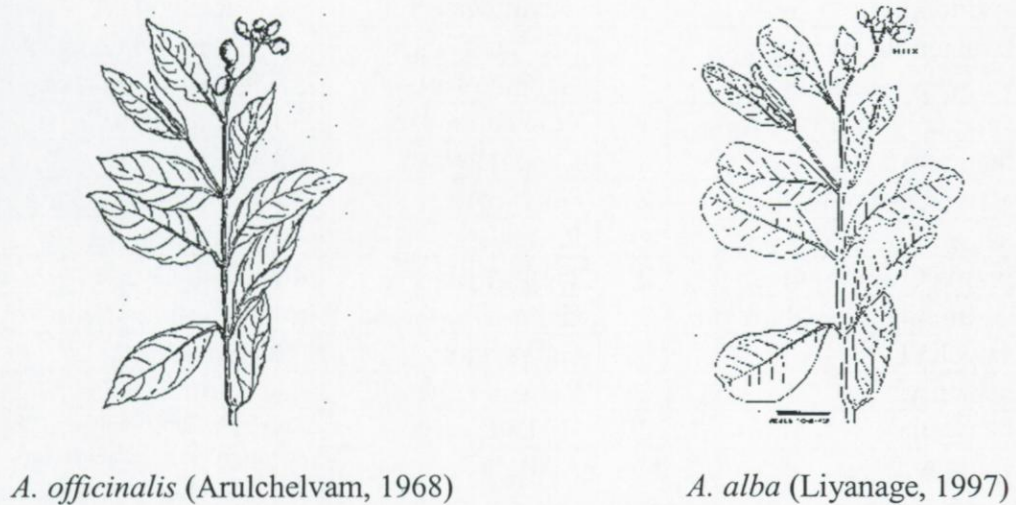 A. officinalis (Arulchelvam, 1968)
A. alba (Liyanage, 1997)